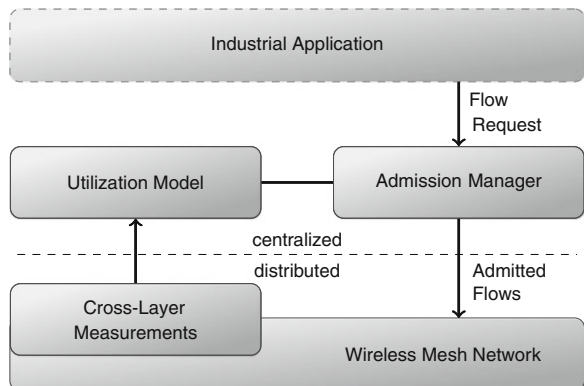 Industrial Application
Flow
Request
Utilization Model
Admission Manager
centralized
distributed
Admitted
Flows
Cross-Layer
Measurements
Wireless Mesh Network